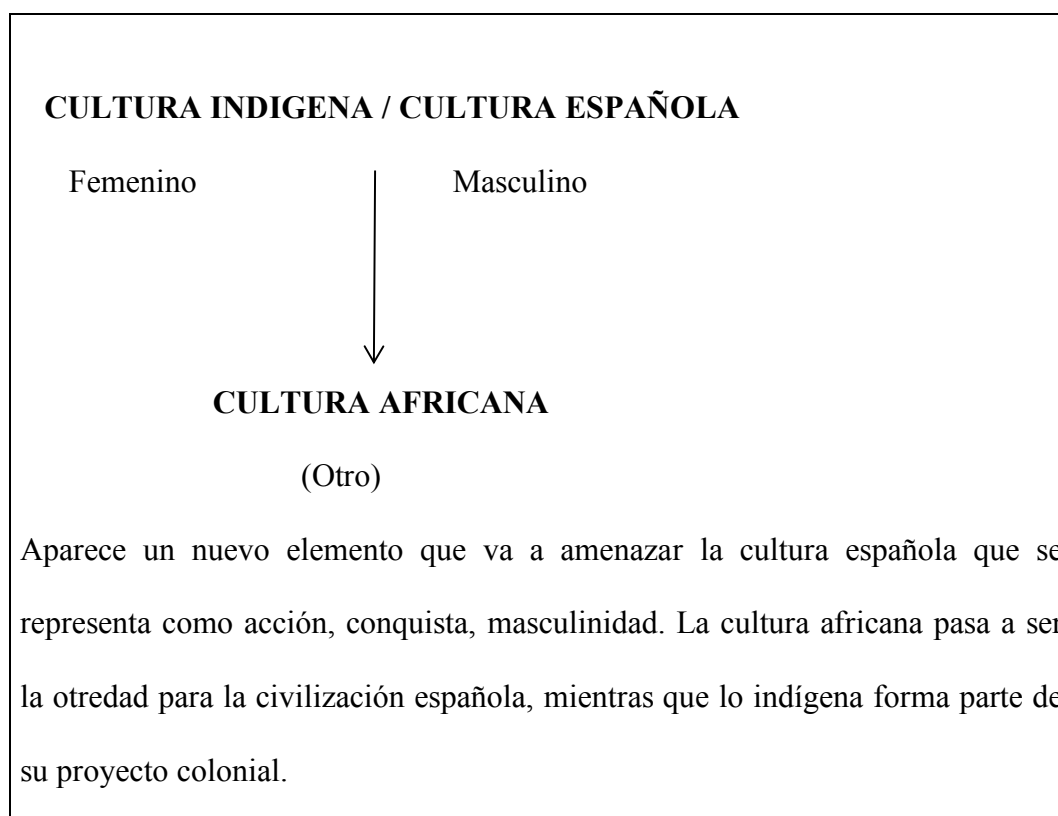 CULTURA INDIGENA / CULTURA ESPAÑOLA
Femenino Masculino
CULTURA AFRICANA
(Otro)
Aparece un nuevo elemento que va a amenazar la cultura española que se
representa como acción, conquista, masculinidad. La cultura africana pasa a ser
la otredad para la civilización española, mientras que lo indígena forma parte de
su proyecto colonial.